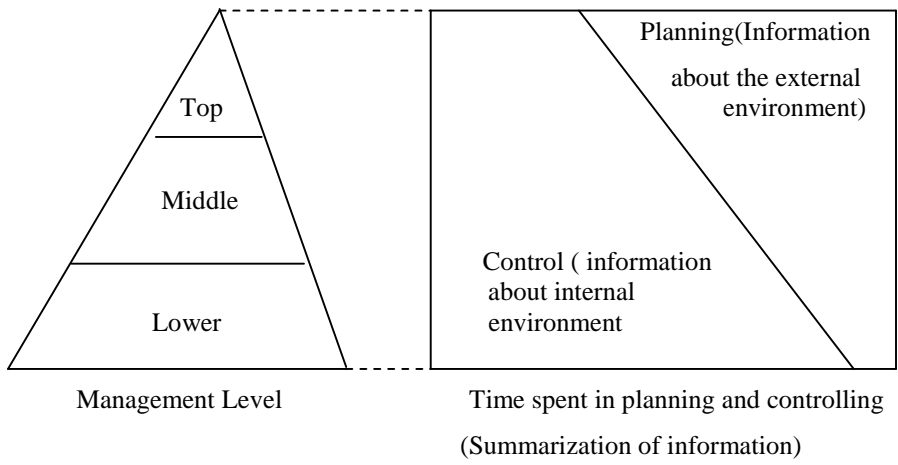 Top
Middle
Lower
Management Level
Planning(Information
about the external
environment)
Control ( information
about internal
environment
Time spent in planning and controlling
(Summarization of information)